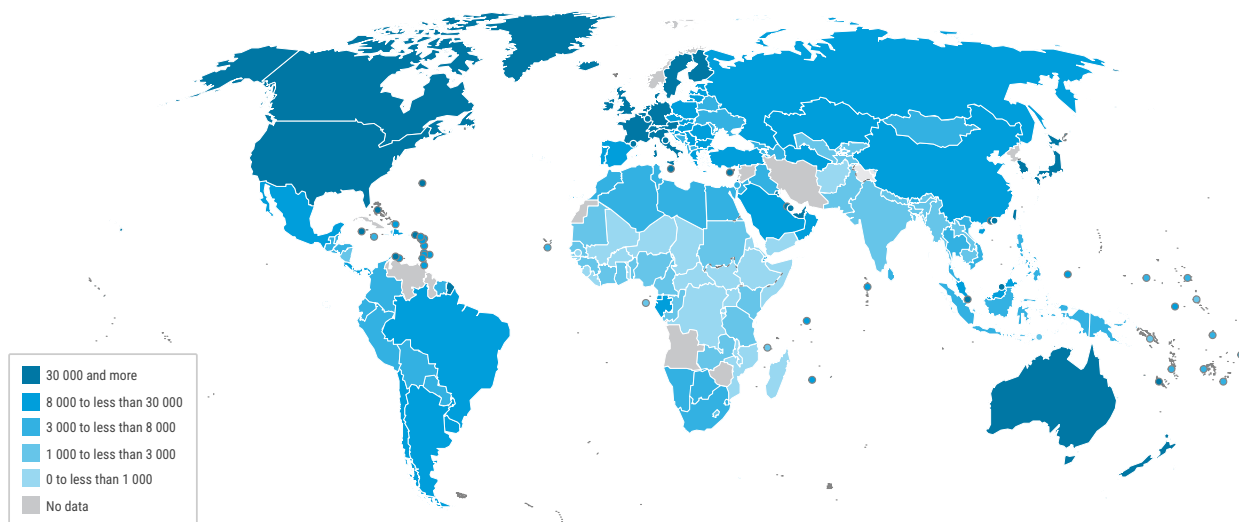 30 000 and more
8 000 to less than 30 000
3 000 to less than 8 000
1 000 to less than 3 000
0 to less than 1 000
No data